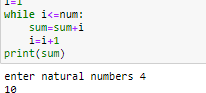 i=1
while i<=num:
    sum=sum+i
    i=i+1
print(sum)
enter natural numbers 4
10